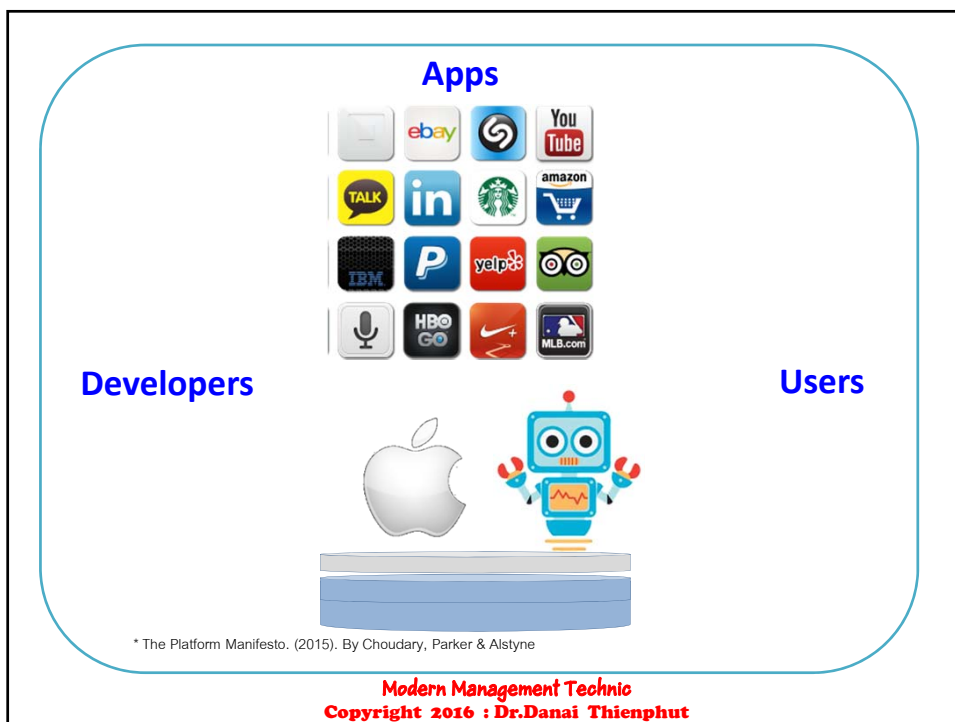 Apps
ebay
You
Tube
TALK
in
amazon
IBM
P
yelp
HBO
GO
MLB.com
Developers
Users
* The Platform Manifesto. (2015). By Choudary, Parker & Alstyne
Modern Management Technic
Copyright 2016 : Dr.Danai Thienphut